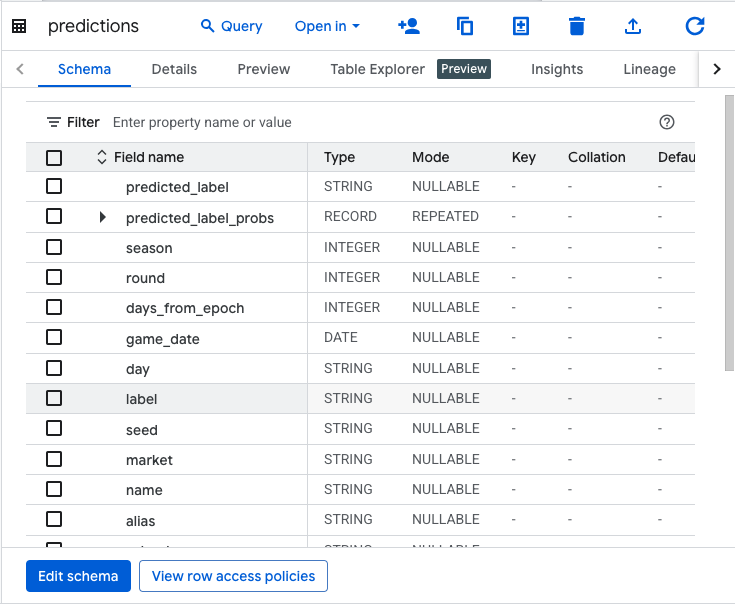 predictions Query Open in
Schema Details Preview Table Explorer Preview Insights Lineage
Filter Enter property name or value
Field name Type Mode Key Collation Defau
predicted_label STRING NULLABLE - - -
predicted_label_probs RECORD REPEATED - - -
season INTEGER NULLABLE - - -
round INTEGER NULLABLE - - -
days_from_epoch INTEGER NULLABLE - - -
game_date DATE NULLABLE - - -
day STRING NULLABLE - - -
label STRING NULLABLE - - -
seed STRING NULLABLE - - -
market STRING NULLABLE - - -
name STRING NULLABLE - - -
alias STRING NULLABLE - - -
Edit schema View row access policies